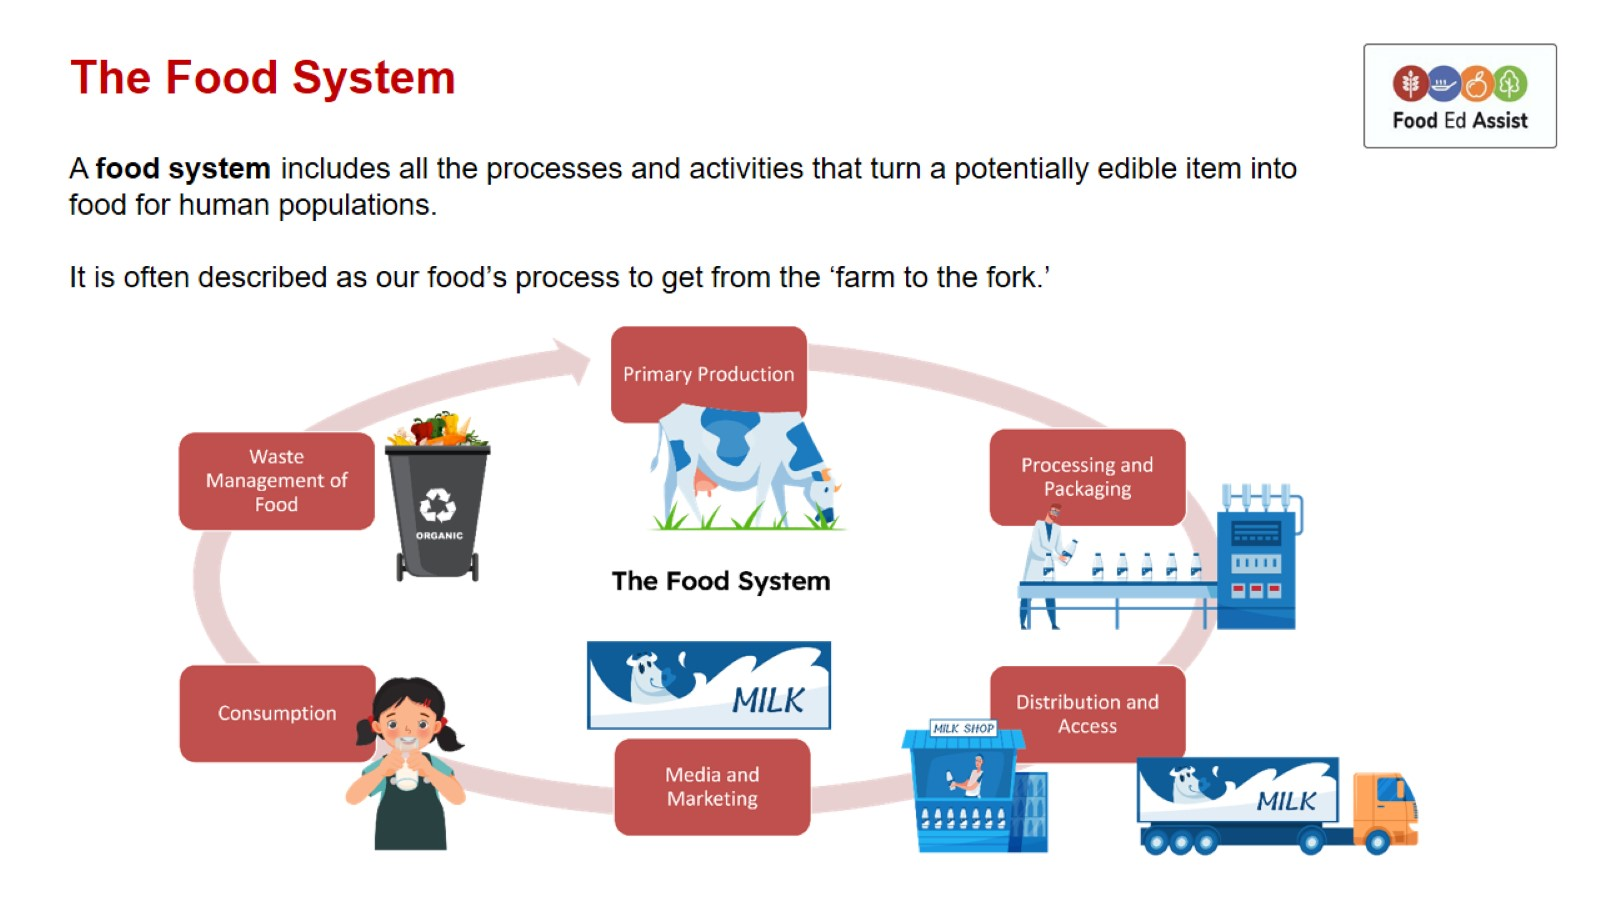 The Food System
Food Ed Assist
A food system includes all the processes and activities that turn a potentially edible item into
food for human populations.
It is often described as our food’s process to get from the ‘farm to the fork.’
Primary Production
Waste
Management of
Food
ORGANIC
Processing and
Packaging
The Food System
Consumption
MILK
Distribution and
Access
MILK SHOP
Media and
Marketing
MILK